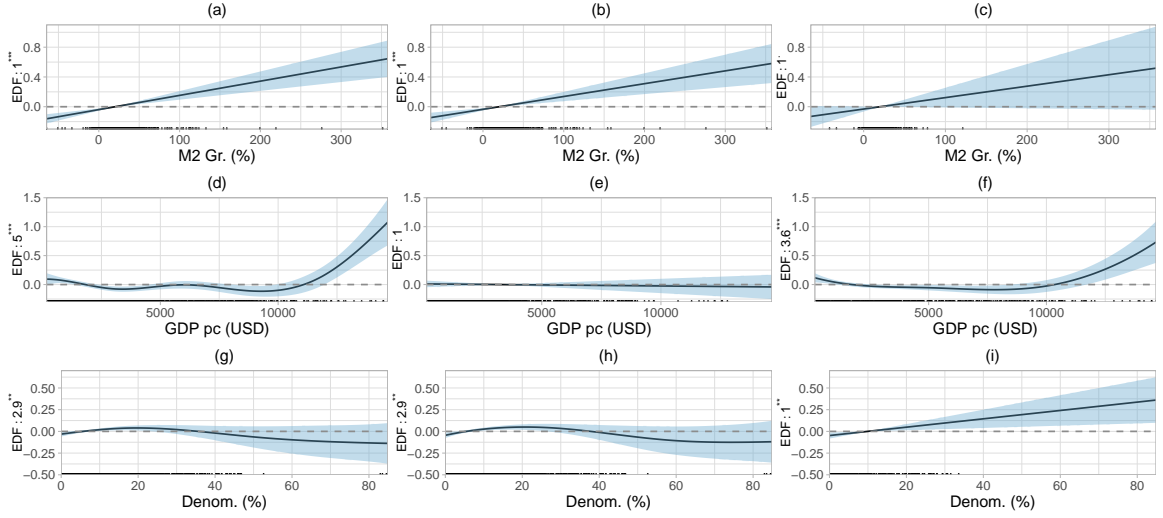 (a) (b) (c)
EDF : 1*** 0.8 0.4 0.0 EDF : 1*** 0.8 0.4 0.0 EDF : 1. 0.8 0.4 0.0
0 100 200 300 0 100 200 300 0 100 200 300
M2 Gr. (%) M2 Gr. (%) M2 Gr. (%)
(d) (e) (f)
EDF : 5*** 1.5 1.0 0.5 0.0 EDF : 1 1.5 1.0 0.5 0.0 EDF : 3.6*** 1.5 1.0 0.5 0.0
5000 10000 5000 10000 5000 10000
GDP pc (USD) GDP pc (USD) GDP pc (USD)
(g) (h) (i)
EDF : 2.9** 0.50 0.25 0.00 −0.25 −0.50 EDF : 2.9** 0.50 0.25 0.00 −0.25 −0.50 EDF : 1** 0.50 0.25 0.00 −0.25 −0.50
0 20 40 60 80 0 20 40 60 80 0 20 40 60 80
Denom. (%) Denom. (%) Denom. (%)